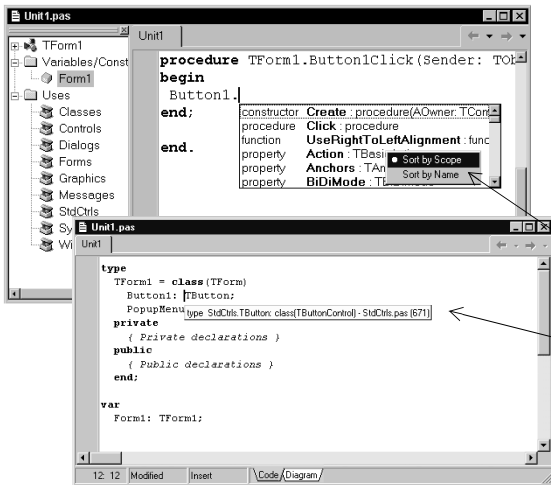 Unit1.pas
TForm1
Variables/Const
Form1
Uses
Classes
Controls
Dialogs
Forms
Graphics
Messages
StdCtrls
Sy
Wi
Unit1
procedure TForm1.Button1Click(Sender: TOb
begin
Button1.
end;
end.
constructor Create : procedure(AOwner: TCom
procedure Click : procedure
function UseRightToLeftAlignment : func
property Action : TBasi
property Anchors : TAn
property BiDiMode : TBiDiMode
Sort by Scope
Sort by Name
Unit1.pas
Unit1
type
TForm1 = class(TForm)
Button1: TButton;
PopupMenu
type StdCtrls.TButton: class(TButtonControl) - StdCtrls.pas (671)
private
{ Private declarations }
public
{ Public declarations }
end;
var
Form1: TForm1;
12: 12 Modified Insert Code Diagram